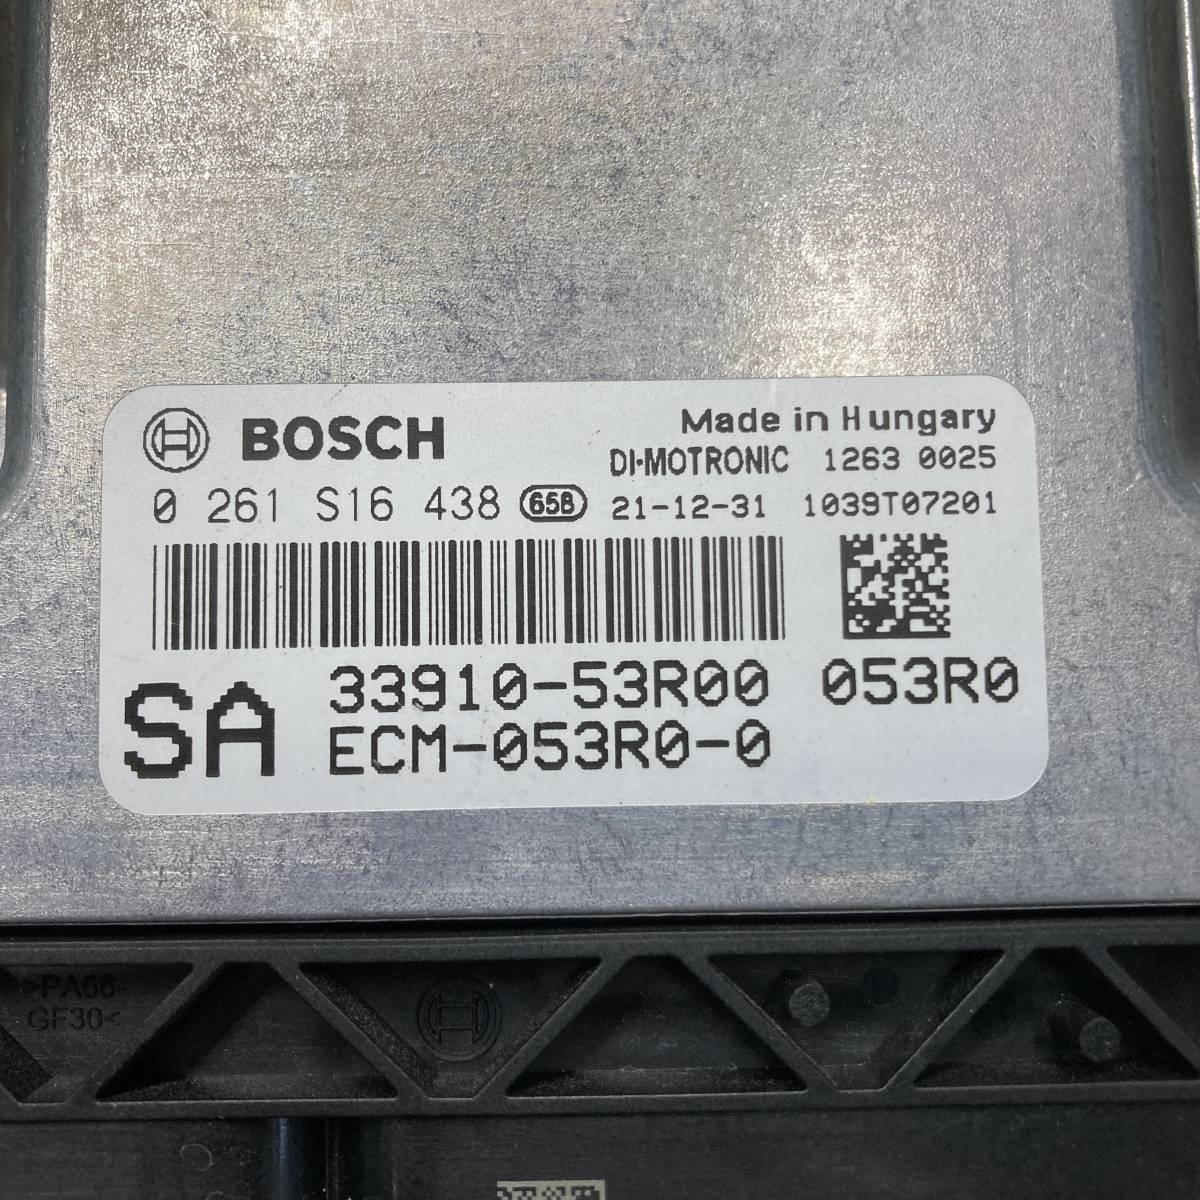 BOSCH
Made in Hungary
DI·MOTRONIC 1263 0025
0 261 S16 438 65B 21-12-31 1039T07201
SA 33910-53R00 053R0
ECM-053R0-0
>PA66-
GF30<